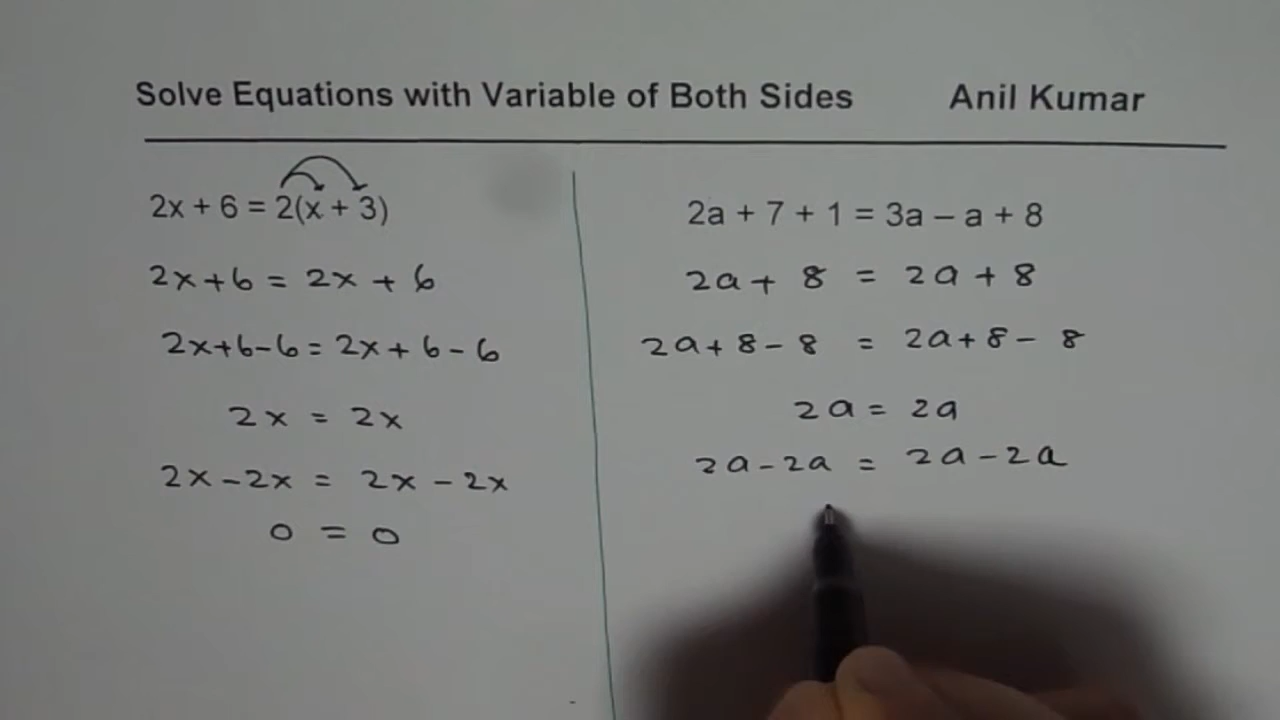 Solve Equations with Variable of Both Sides Anil Kumar
2x + 6 = 2(x + 3)
2x + 6 = 2x + 6
2x+6-6 = 2x + 6 - 6
2x = 2x
2x - 2x = 2x - 2x
0 = 0
2a + 7 + 1 = 3a – a + 8
2a + 8 = 2a + 8
2a + 8 - 8 = 2a + 8 - 8
2a = 2a
2a - 2a = 2a - 2a